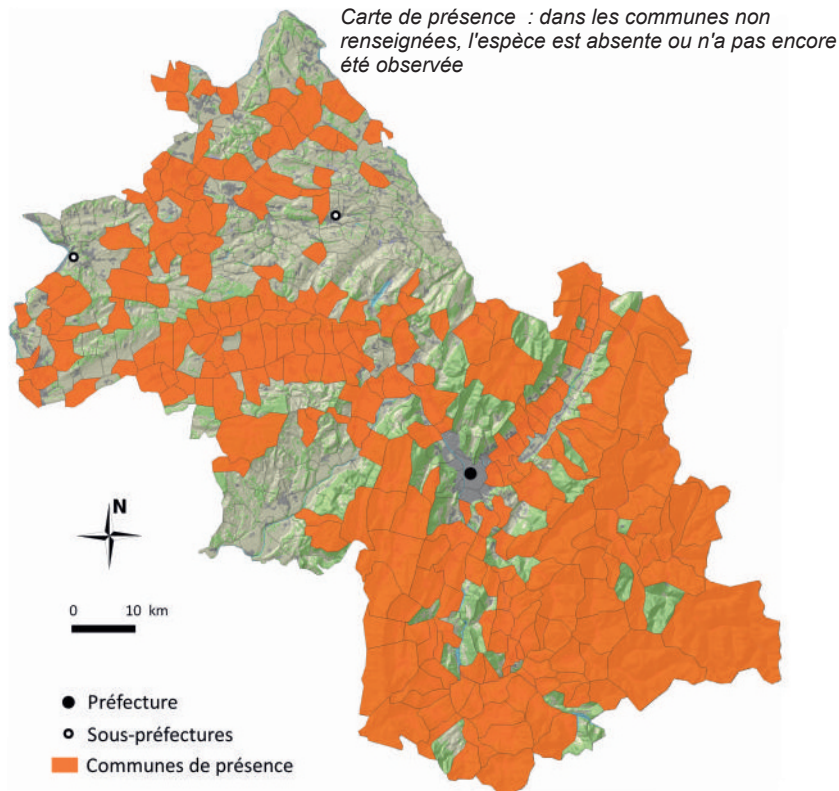 Carte de présence : dans les communes non
renseignées, l'espèce est absente ou n'a pas encore
été observée
N
0 10 km
Préfecture
Sous-préfectures
Communes de présence